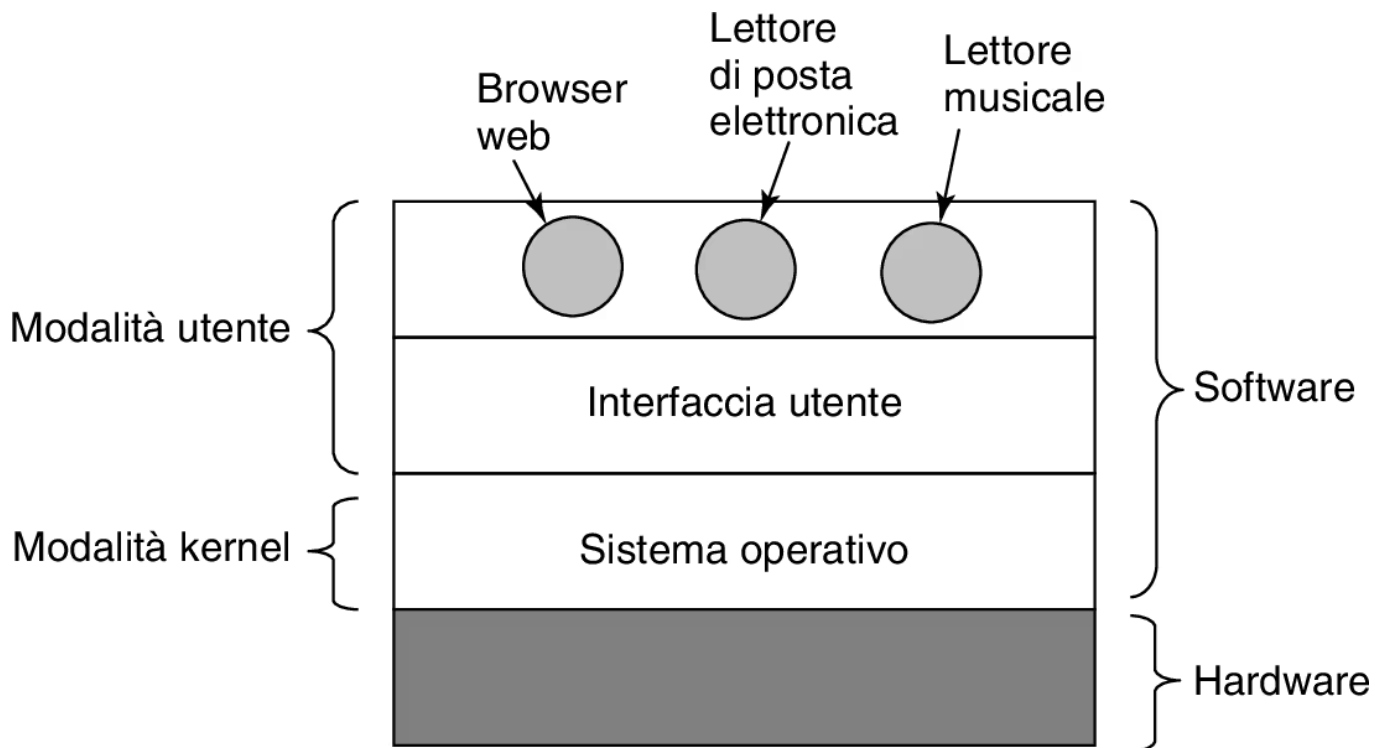 Browser
web
Lettore
di posta
elettronica
Lettore
musicale
Modalità utente
Interfaccia utente
Software
Modalità kernel
Sistema operativo
Hardware